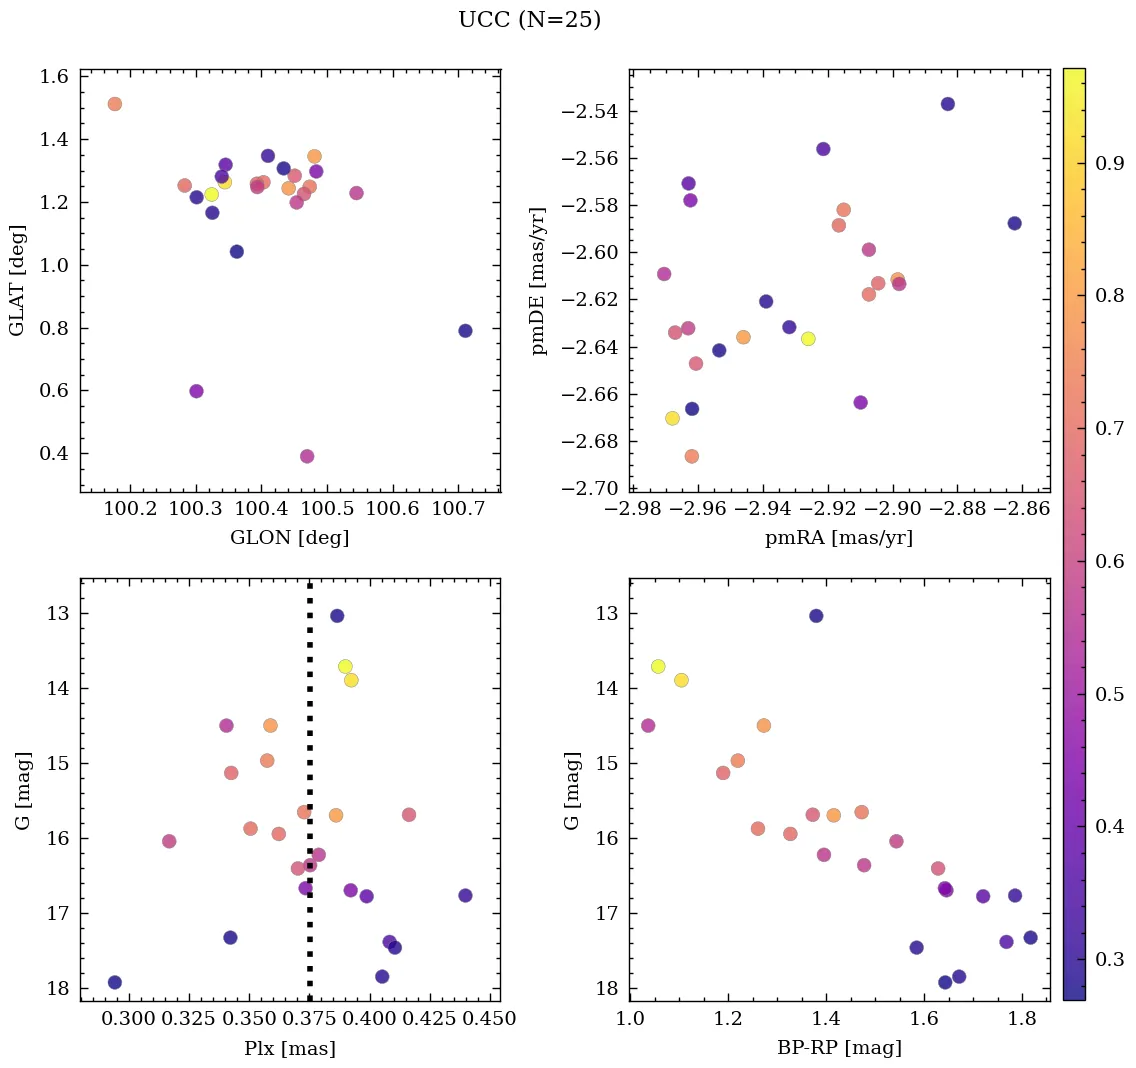 UCC (N=25)
1.6
1.4
1.2
1.0
0.8
0.6
0.4
GLAT [deg]
100.2 100.3 100.4 100.5 100.6 100.7
GLON [deg]
−2.54
−2.56
−2.58
−2.60
−2.62
−2.64
−2.66
−2.68
−2.70
pmDE [mas/yr]
−2.98 −2.96 −2.94 −2.92 −2.90 −2.88 −2.86
pmRA [mas/yr]
0.9
0.8
0.7
0.6
0.5
0.4
0.3
13
14
15
16
17
18
G [mag]
0.300 0.325 0.350 0.375 0.400 0.425 0.450
Plx [mas]
13
14
15
16
17
18
G [mag]
1.0 1.2 1.4 1.6 1.8
BP-RP [mag]